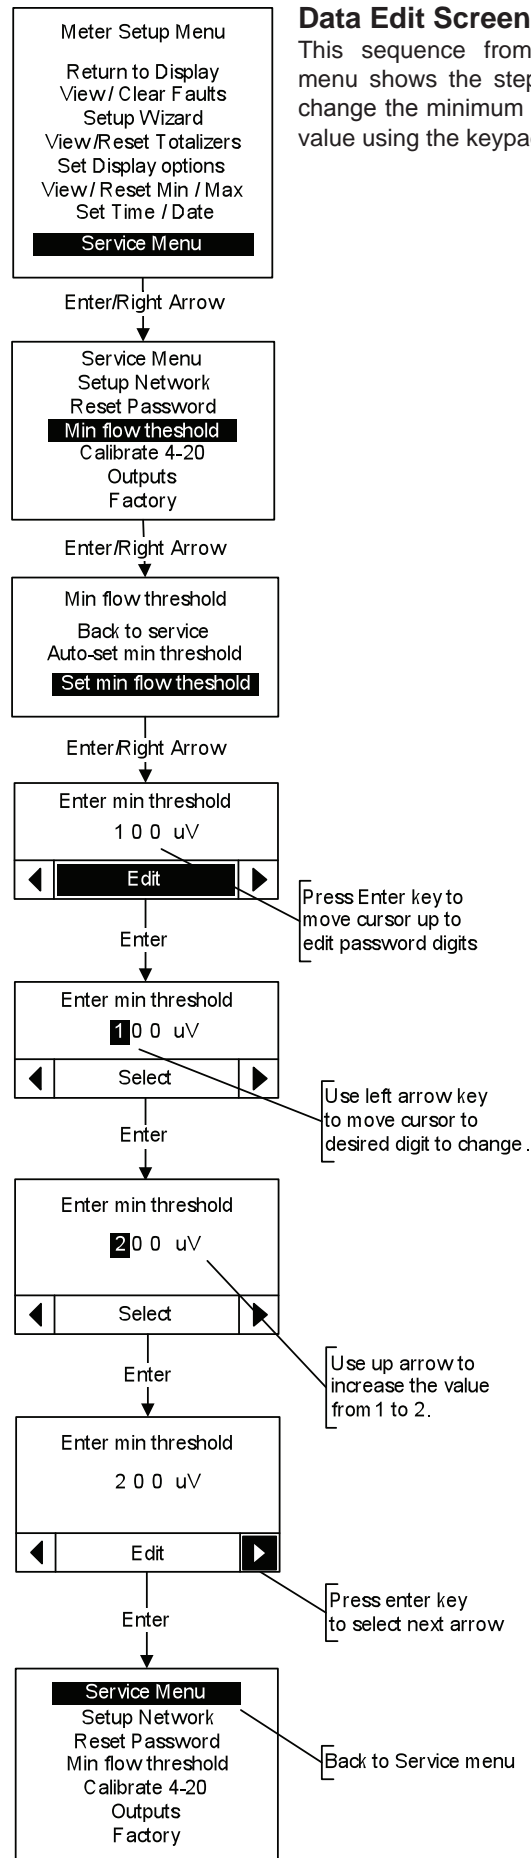 Data Edit Screen
This sequence from
menu shows the step
change the minimum
value using the keypa
Meter Setup Menu
Return to Display
View / Clear Faults
Setup Wizard
View/Reset Totalizers
Set Display options
View / Reset Min / Max
Set Time / Date
Service Menu
Enter/Right Arrow
Service Menu
Setup Network
Reset Password
Min flow theshold
Calibrate 4-20
Outputs
Factory
Enter/Right Arrow
Min flow threshold
Back to service
Auto-set min threshold
Set min flow theshold
Enter/Right Arrow
Enter min threshold
1 0 0 uV
Edit
Press Enter key to
move cursor up to
edit password digits
Enter
Enter min threshold
1 0 0 uV
Select
Use left arrow key
to move cursor to
desired digit to change.
Enter
Enter min threshold
2 0 0 uV
Select
Use up arrow to
increase the value
from 1 to 2.
Enter
Enter min threshold
2 0 0 uV
Edit
Press enter key
to select next arrow
Enter
Service Menu
Setup Network
Reset Password
Min flow threshold
Calibrate 4-20
Outputs
Factory
Back to Service menu